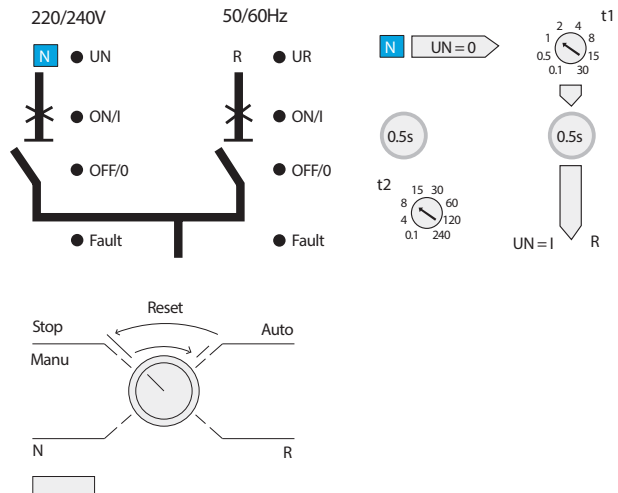 220/240V 50/60Hz
N UN R UR
ON/I ON/I
OFF/0 OFF/0
Fault Fault
N UN = 0
t1
0.1 0.5 1 2 4 8 15 30
0.5s 0.5s
t2
0.1 4 8 15 30 60 120 240
UN = I R
Reset
Stop Auto
Manu
N R